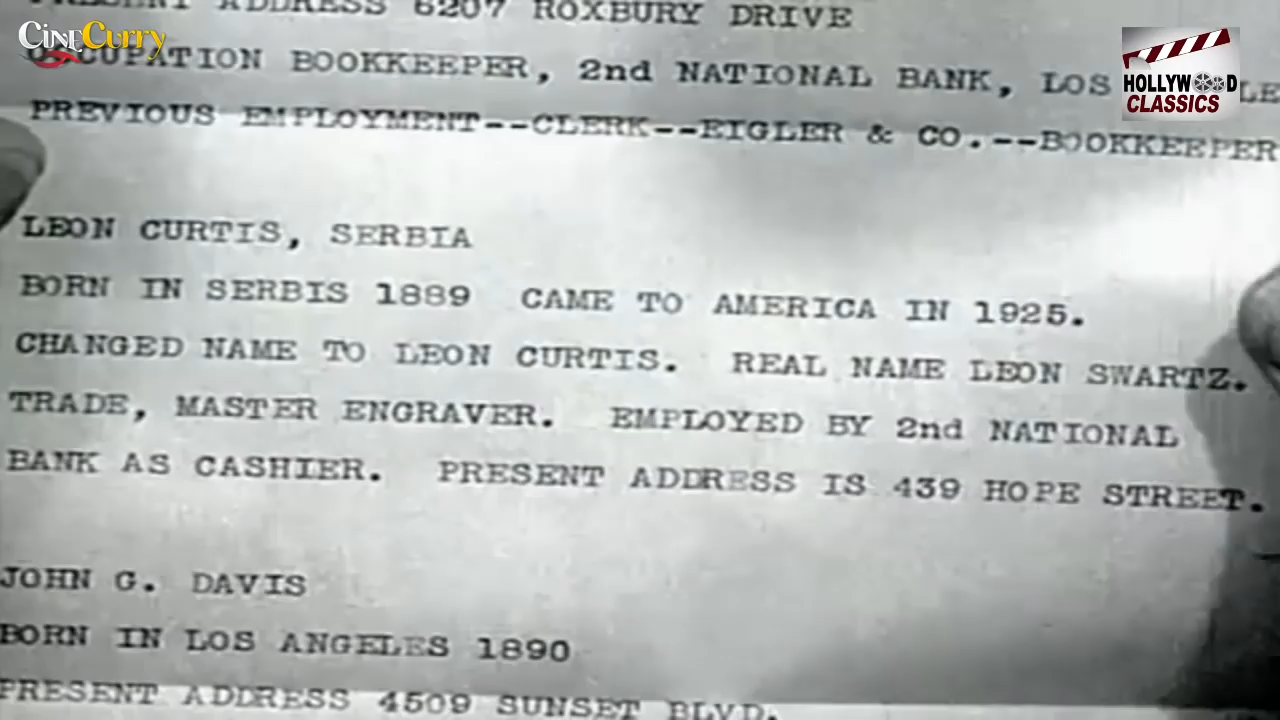 PRESENT ADDRESS 6207 ROXBURY DRIVE
CINECURRY
OCCUPATION BOOKKEEPER, 2nd NATIONAL BANK, LOS
HOLLYWOOD
CLASSICS
PREVIOUS EMPLOYMENT--CLERK--EIGLER & CO.--BOOKKEEPER
LEON CURTIS, SERBIA
BORN IN SERBIS 1889 CAME TO AMERICA IN 1925.
CHANGED NAME TO LEON CURTIS. REAL NAME LEON SWARTZ.
TRADE, MASTER ENGRAVER. EMPLOYED BY 2nd NATIONAL
BANK AS CASHIER. PRESENT ADDRESS IS 439 HOPE STREET.
JOHN G. DAVIS
BORN IN LOS ANGELES 1890
PRESENT ADDRESS 4509 SUNSET BLVD.